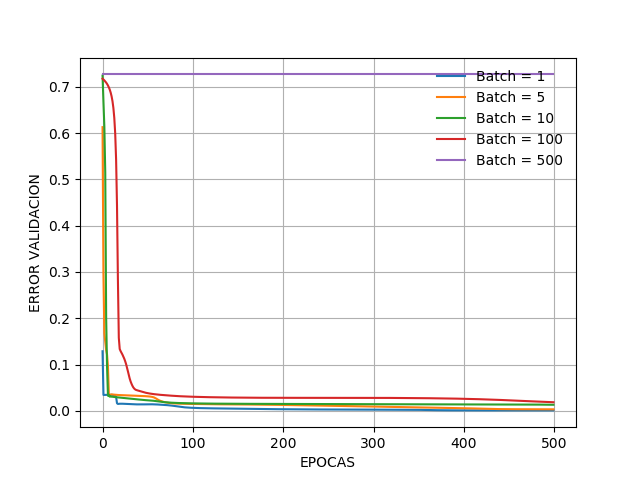 Batch = 1
Batch = 5
Batch = 10
Batch = 100
Batch = 500
0.7
0.6
0.5
0.4
0.3
0.2
0.1
0.0
ERROR VALIDACION
0 100 200 300 400 500
EPOCAS